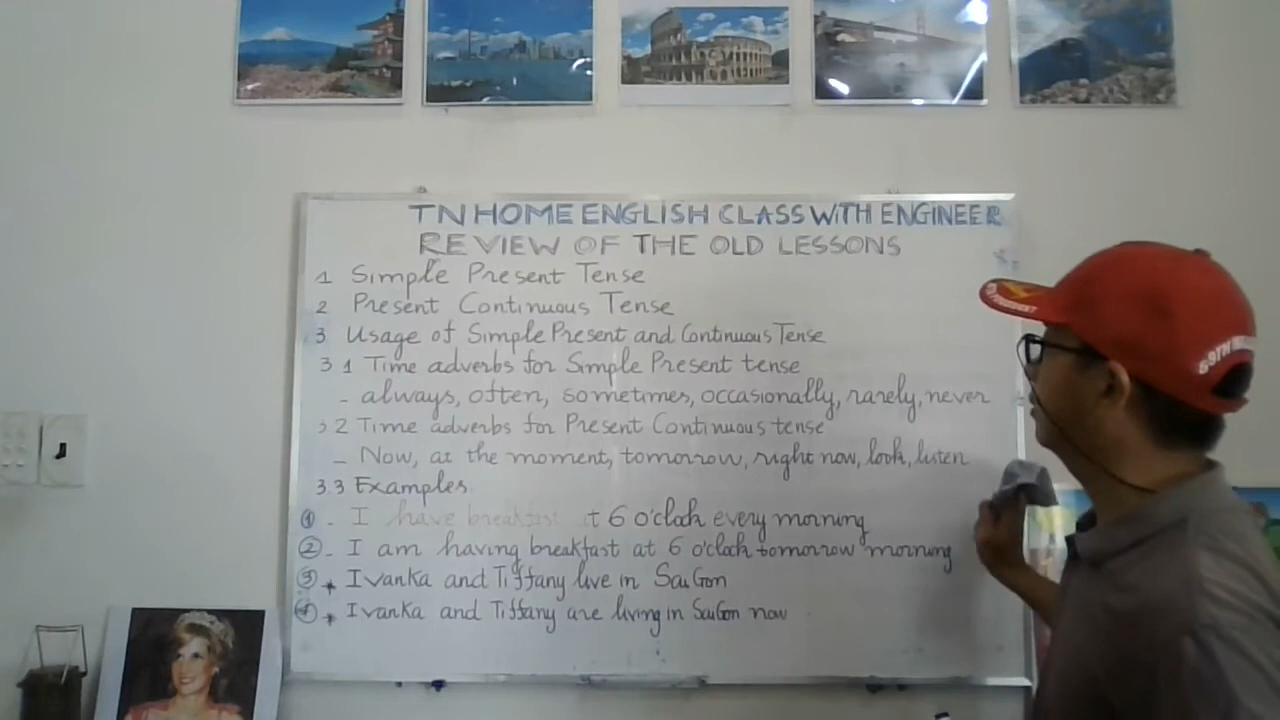 TN HOME ENGLISH CLASS WITH ENGINEER
REVIEW OF THE OLD LESSONS
1 Simple Present Tense
2 Present Continuous Tense
3 Usage of Simple Present and Continuous Tense
3 1 Time adverbs for Simple Present tense
- always, often, sometimes, occasionally, rarely, never
3 2 Time adverbs for Present Continuous tense
- Now, at the moment, tomorrow, right now, look, listen
3.3 Examples
1 - I have breakfast at 6 o'clock every morning
2 - I am having breakfast at 6 o'clock tomorrow morning
3 * Ivanka and Tiffany live in SaiGon
4 * Ivanka and Tiffany are living in SaiGon now